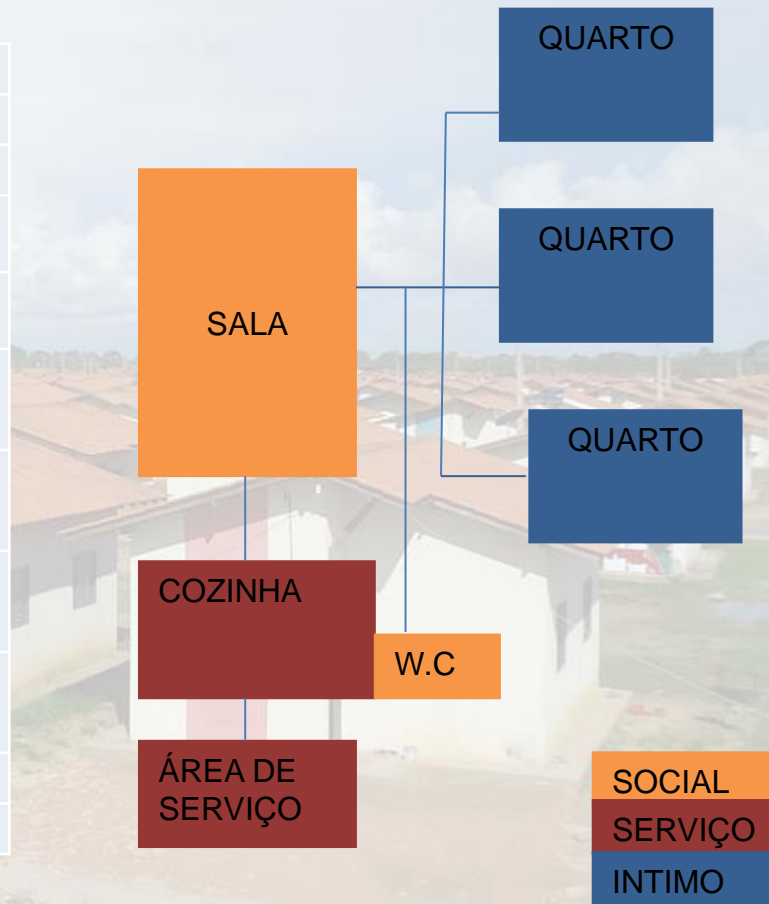 QUARTO
QUARTO
SALA
QUARTO
COZINHA
W.C
ÁREA DE
SERVIÇO
SOCIAL
SERVIÇO
INTIMO